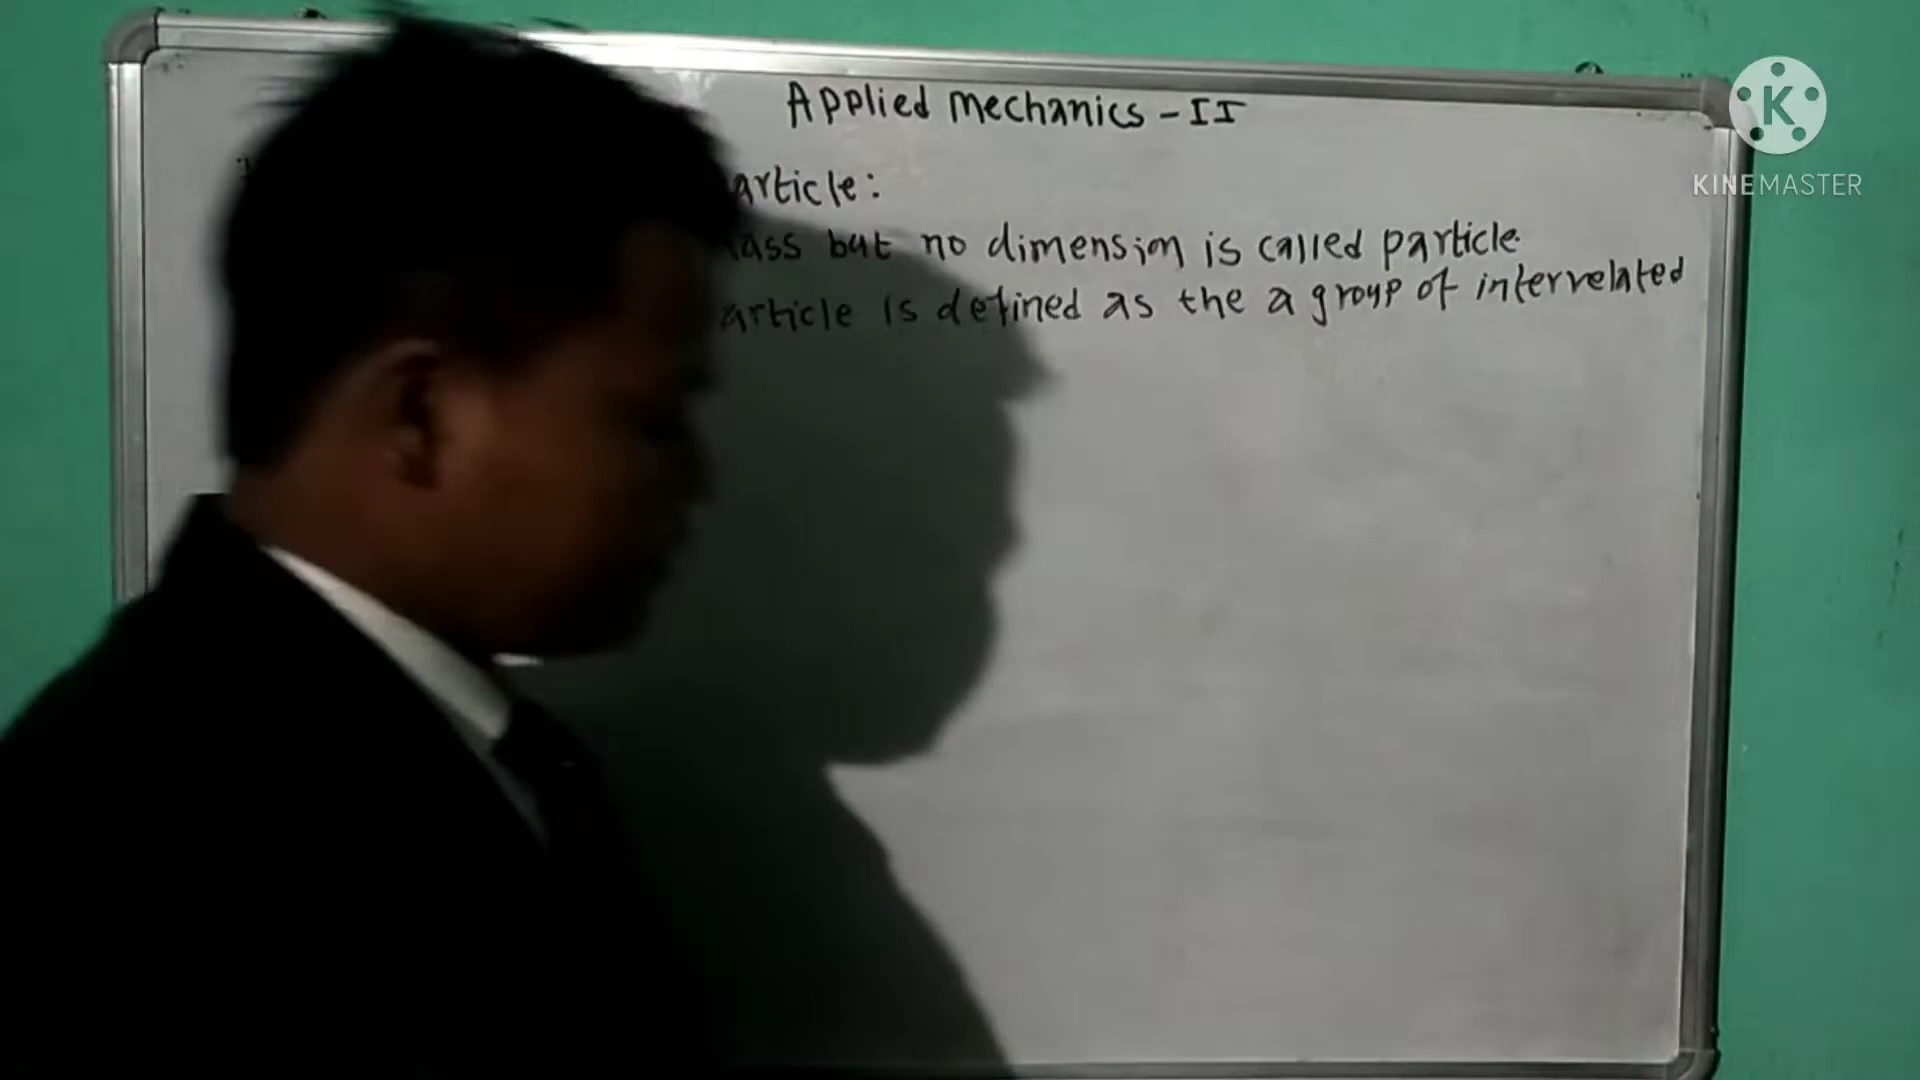 Applied Mechanics - II
article:
ass but no dimension is called particle
article is defined as the a group of interrelated
K
KINEMASTER